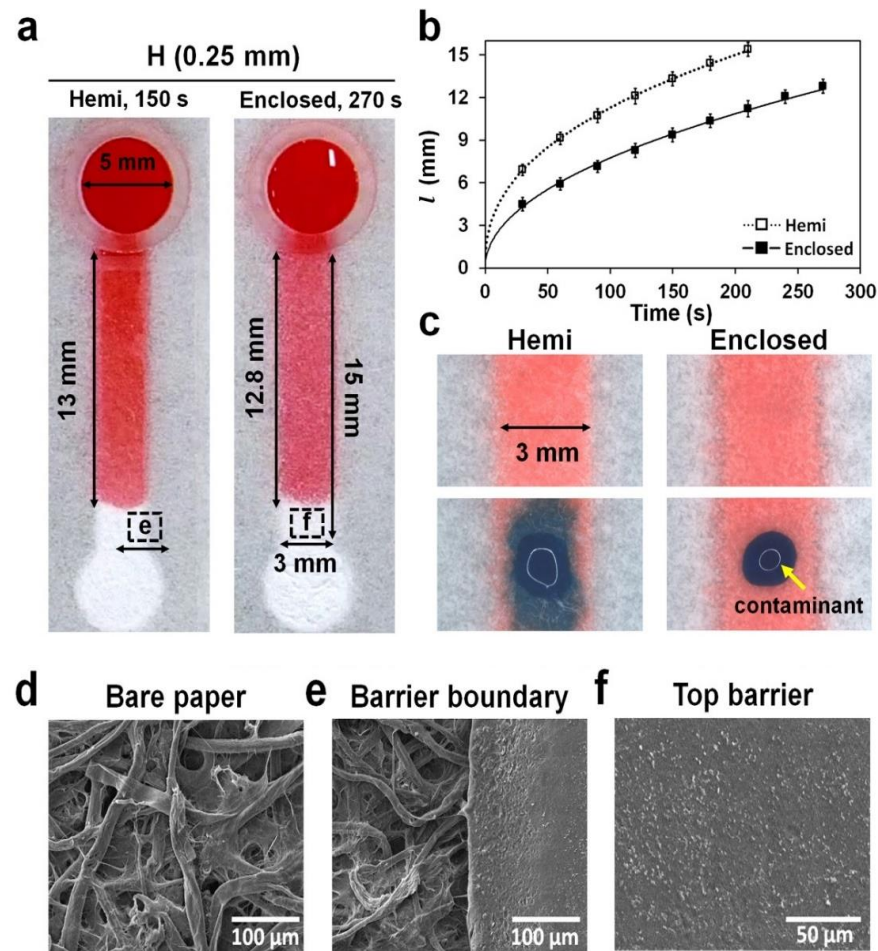 a
H (0.25 mm)
Hemi, 150 s
Enclosed, 270 s
5 mm
13 mm
12.8 mm
15 mm
e
f
3 mm
b
15
12
9
6
3
0
l (mm)
Hemi
Enclosed
0 50 100 150 200 250 300
Time (s)
c
Hemi
Enclosed
3 mm
contaminant
d
Bare paper
100 μm
e
Barrier boundary
100 μm
f
Top barrier
50 μm